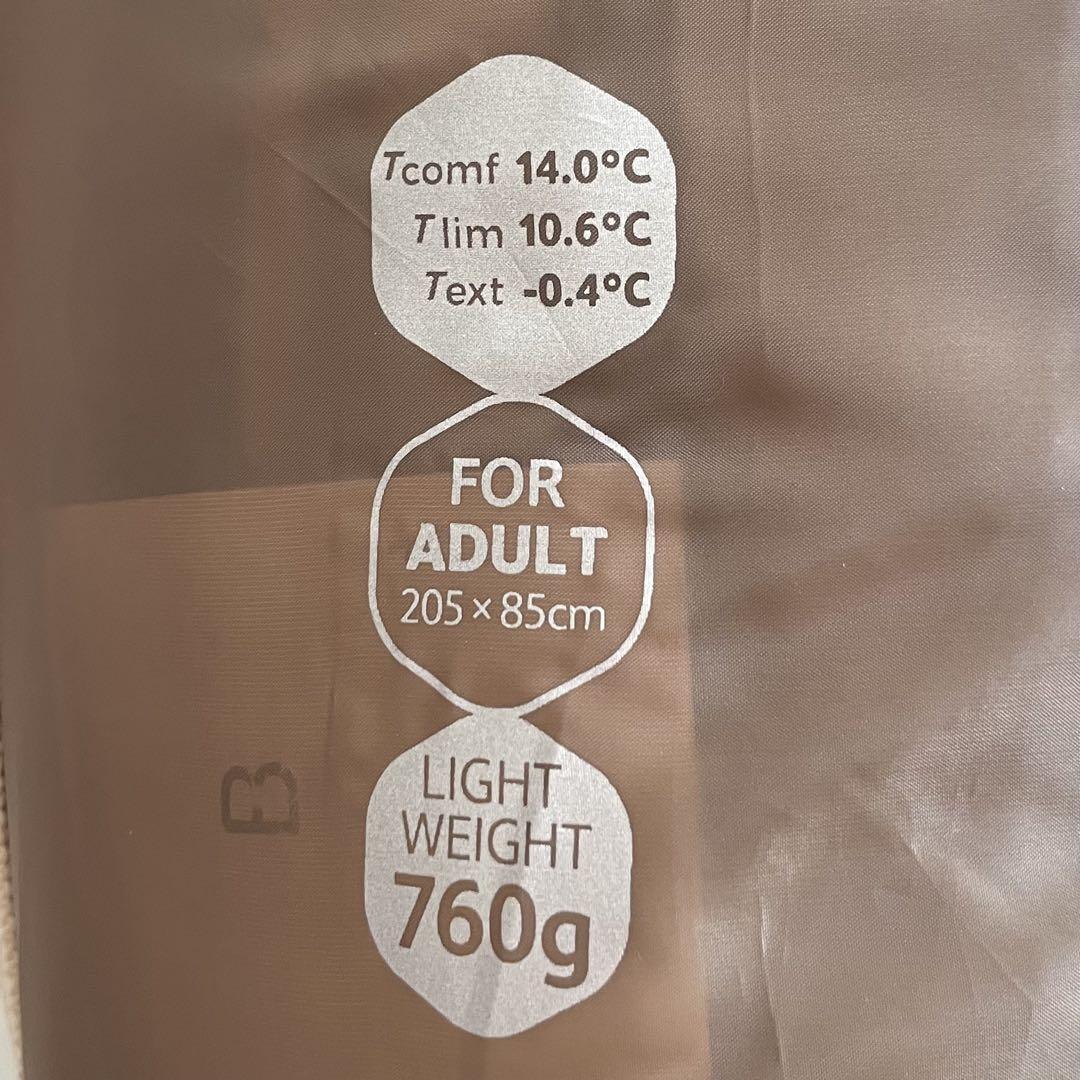 Tcomf 14.0°C
Tlim 10.6°C
Text -0.4°C
FOR
ADULT
205×85cm
LIGHT
WEIGHT
760g
B